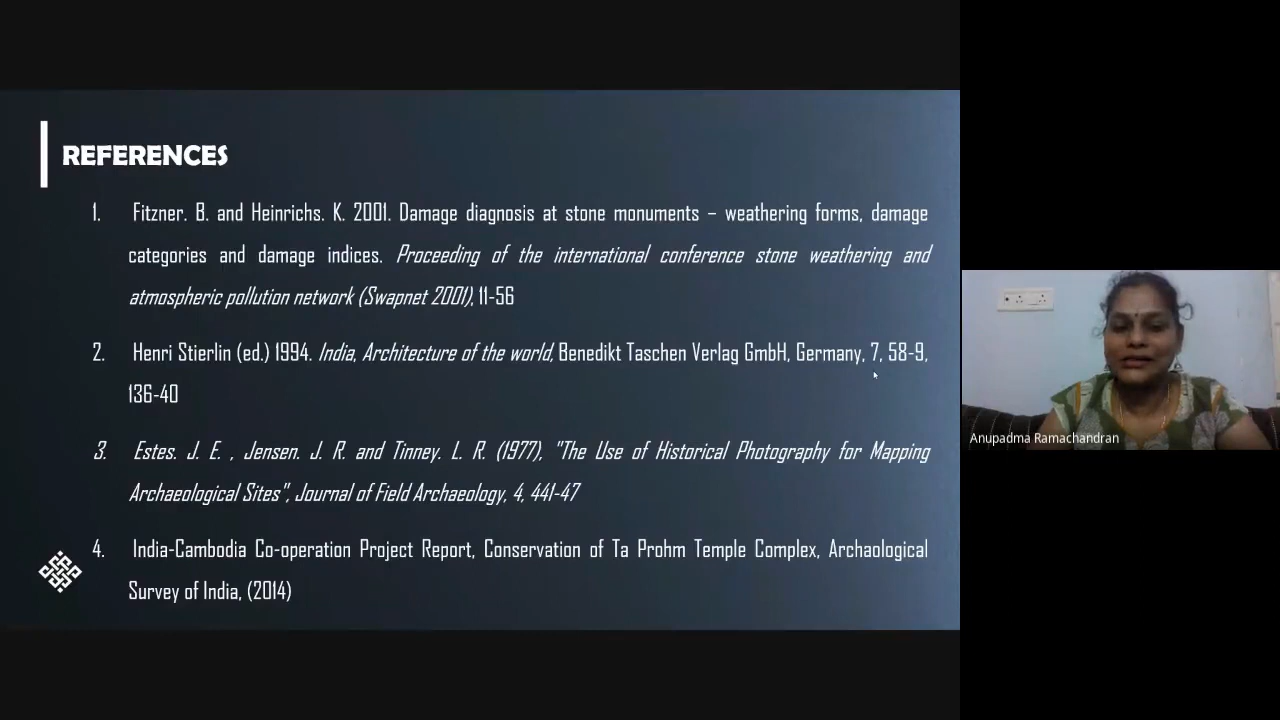 REFERENCES
1. Fitzner. B. and Heinrichs. K. 2001. Damage diagnosis at stone monuments – weathering forms, damage
categories and damage indices. Proceeding of the international conference stone weathering and
atmospheric pollution network (Swapnet 2001), 11-56
2. Henri Stierlin (ed.) 1994. India, Architecture of the world, Benedikt Taschen Verlag GmbH, Germany, 7, 58-9,
136-40
3. Estes. J. E. , Jensen. J. R. and Tinney. L. R. (1977), "The Use of Historical Photography for Mapping
Archaeological Sites", Journal of Field Archaeology, 4, 441-47
4. India-Cambodia Co-operation Project Report, Conservation of Ta Prohm Temple Complex, Archaological
Survey of India, (2014)
Anupadma Ramachandran